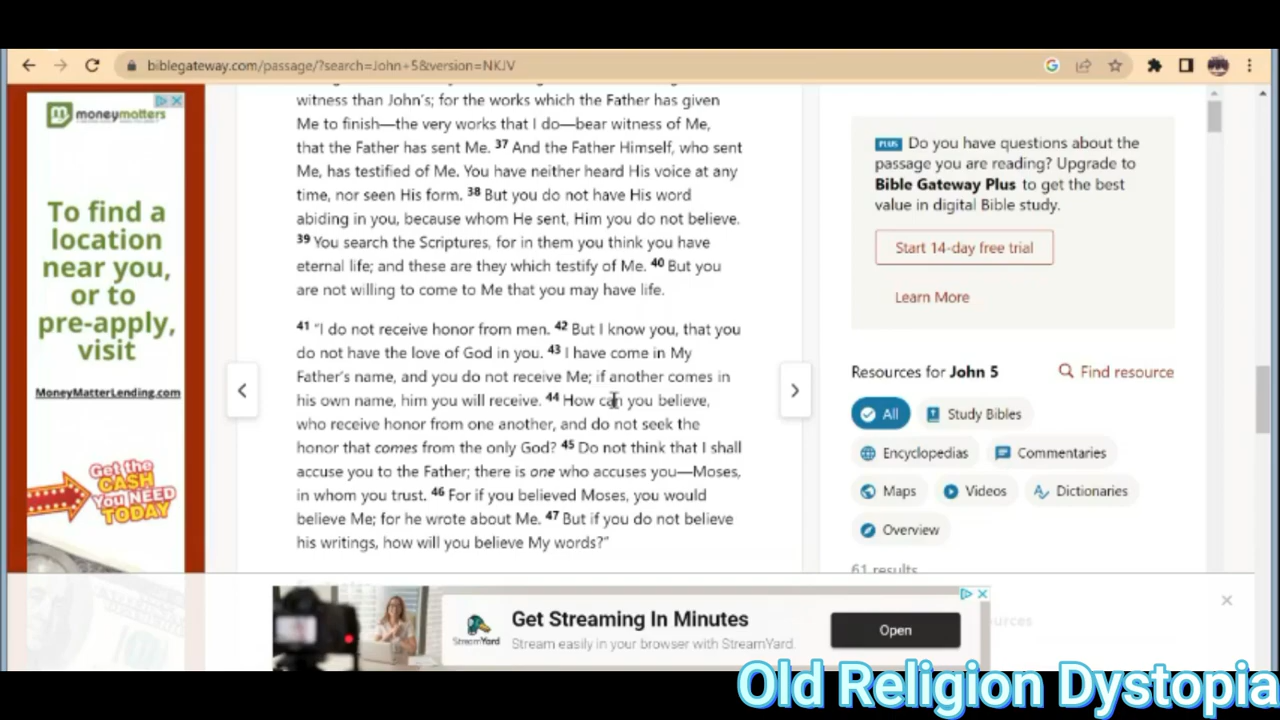 biblegateway.com/passage/?search=John+5&version=NKJV
moneymatters
To find a
location
near you,
or to
pre-apply,
visit
MoneyMatterLending.com
Get the
CASH
You NEED
TODAY
witness than John's; for the works which the Father has given
Me to finish—the very works that I do—bear witness of Me,
that the Father has sent Me. 37 And the Father Himself, who sent
Me, has testified of Me. You have neither heard His voice at any
time, nor seen His form. 38 But you do not have His word
abiding in you, because whom He sent, Him you do not believe.
39 You search the Scriptures, for in them you think you have
eternal life; and these are they which testify of Me. 40 But you
are not willing to come to Me that you may have life.
41 "I do not receive honor from men. 42 But I know you, that you
do not have the love of God in you. 43 I have come in My
Father's name, and you do not receive Me; if another comes in
his own name, him you will receive. 44 How can you believe,
who receive honor from one another, and do not seek the
honor that comes from the only God? 45 Do not think that I shall
accuse you to the Father; there is one who accuses you—Moses,
in whom you trust. 46 For if you believed Moses, you would
believe Me; for he wrote about Me. 47 But if you do not believe
his writings, how will you believe My words?"
PLUS Do you have questions about the
passage you are reading? Upgrade to
Bible Gateway Plus to get the best
value in digital Bible study.
Start 14-day free trial
Learn More
Resources for John 5
Find resource
All
Study Bibles
Encyclopedias
Commentaries
Maps
Videos
Dictionaries
Overview
61 results
StreamYard
Get Streaming In Minutes
Stream easily in your browser with StreamYard.
Open
Old Religion Dystopia